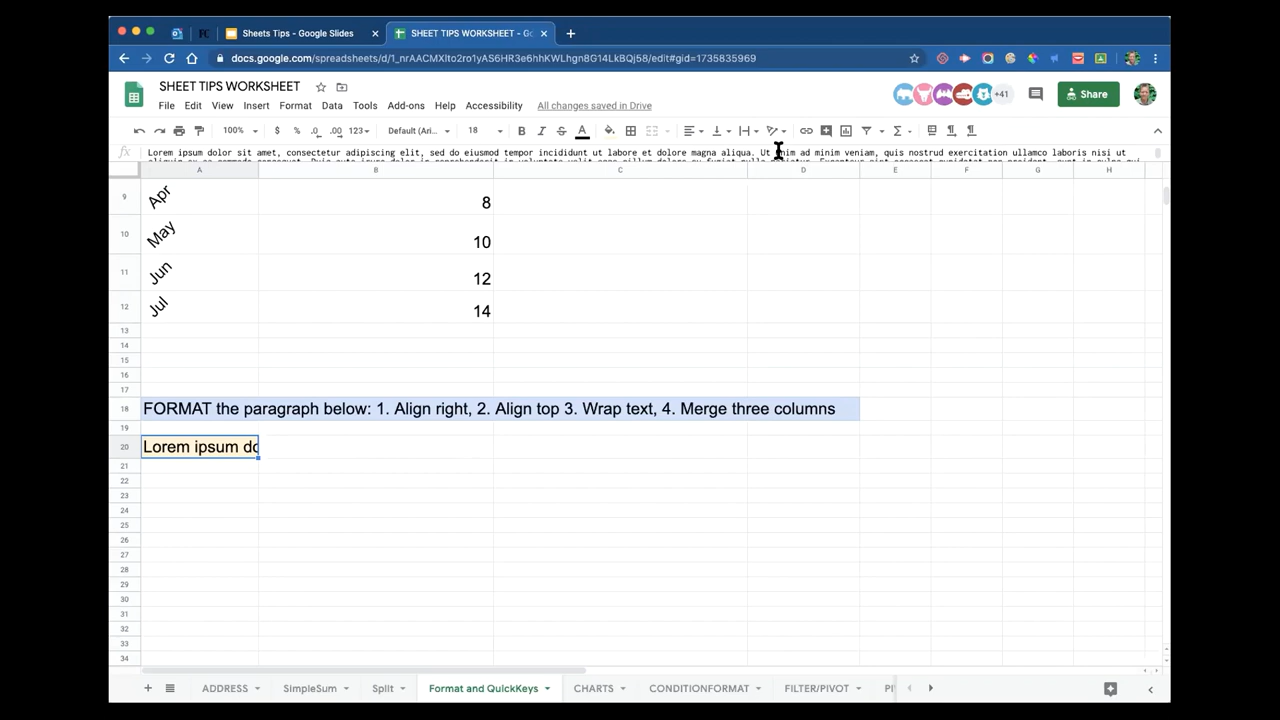 Sheets Tips - Google Slides × SHEET TIPS WORKSHEET - Go ×
docs.google.com/spreadsheets/d/1_nrAACMXIto2ro1yAS6HR3e6hhKWLhgn8G14LkBQj58/edit#gid=1735835969
SHEET TIPS WORKSHEET
File Edit View Insert Format Data Tools Add-ons Help Accessibility All changes saved in Drive
+41
Share
100% $ % .0 .00 123 Default (Ari... 18 B I S A
fx Lorem ipsum dolor sit amet, consectetur adipiscing elit, sed do eiusmod tempor incididunt ut labore et dolore magna aliqua. Ut enim ad minim veniam, quis nostrud exercitation ullamco laboris nisi ut
A B C D E F G H
9 Apr 8
10 May 10
11 Jun 12
12 Jul 14
13
14
15
16
17
18 FORMAT the paragraph below: 1. Align right, 2. Align top 3. Wrap text, 4. Merge three columns
19
20 Lorem ipsum do
21
22
23
24
25
26
27
28
29
30
31
32
33
34
ADDRESS SimpleSum Split Format and QuickKeys CHARTS CONDITIONFORMAT FILTER/PIVOT PI